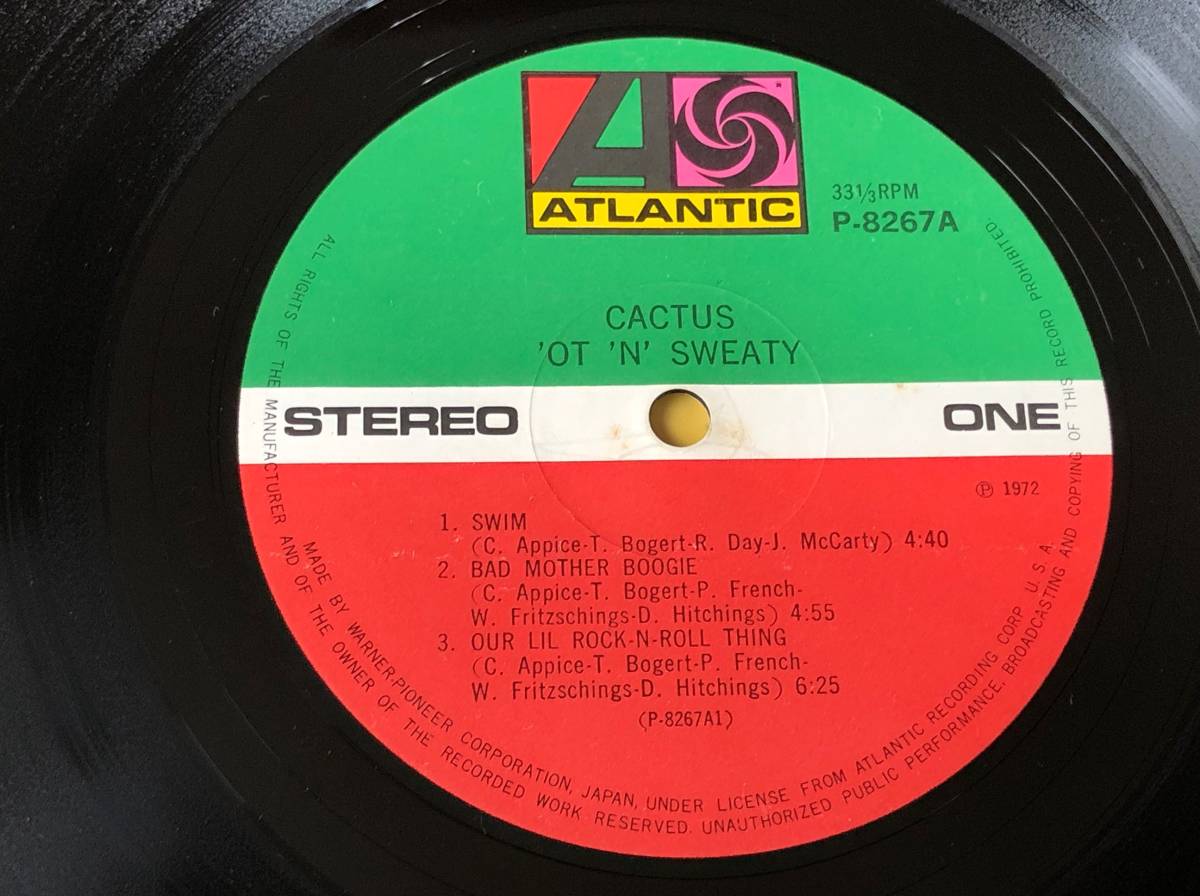 ATLANTIC
33⅓ RPM
P-8267A
CACTUS
'OT 'N' SWEATY
STEREO
ONE
℗ 1972
1. SWIM
(C. Appice-T. Bogert-R. Day-J. McCarty) 4:40
2. BAD MOTHER BOOGIE
(C. Appice-T. Bogert-P. French-
W. Fritzschings-D. Hitchings) 4:55
3. OUR LIL ROCK-N-ROLL THING
(C. Appice-T. Bogert-P. French-
W. Fritzschings-D. Hitchings) 6:25
(P-8267A1)
MADE BY WARNER-PIONEER CORPORATION, JAPAN, UNDER LICENSE FROM ATLANTIC RECORDING CORP. U. S. A.
ALL RIGHTS OF THE MANUFACTURER AND OF THE OWNER OF THE RECORDED WORK RESERVED. UNAUTHORIZED PUBLIC PERFORMANCE. BROADCASTING AND COPYING OF THIS RECORD PROHIBITED.